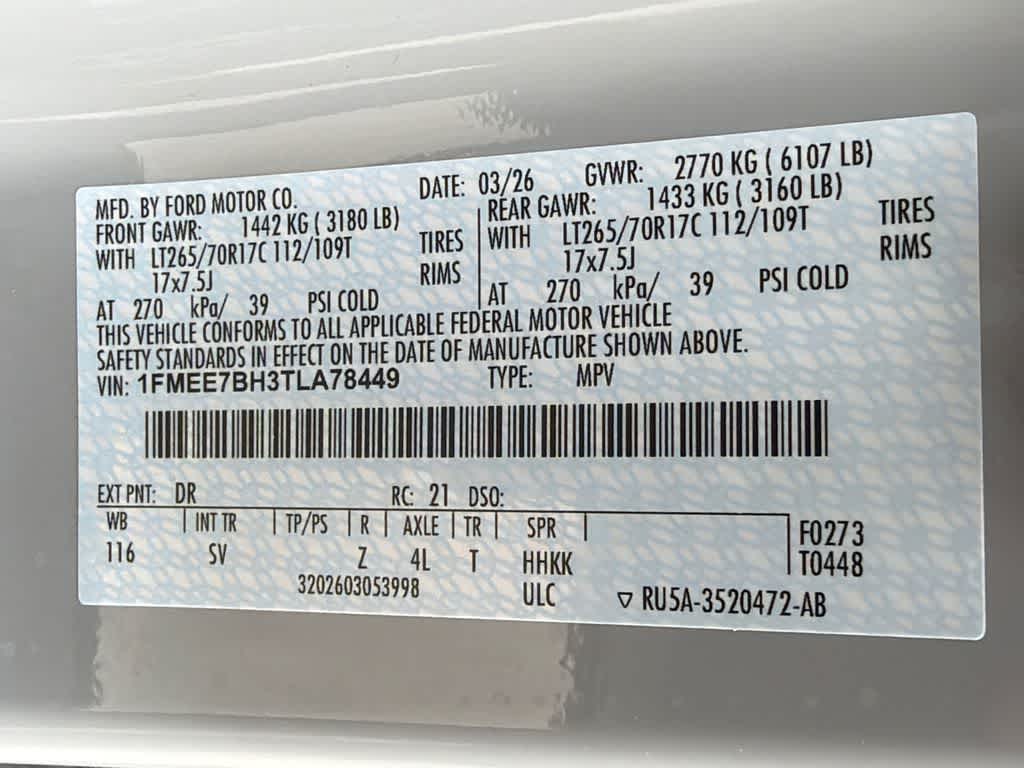 MFD. BY FORD MOTOR CO. DATE: 03/26 GVWR: 2770 KG ( 6107 LB)
FRONT GAWR: 1442 KG ( 3180 LB) REAR GAWR: 1433 KG ( 3160 LB)
WITH LT265/70R17C 112/109T TIRES WITH LT265/70R17C 112/109T TIRES
17x7.5J RIMS 17x7.5J RIMS
AT 270 kPa/ 39 PSI COLD AT 270 kPa/ 39 PSI COLD
THIS VEHICLE CONFORMS TO ALL APPLICABLE FEDERAL MOTOR VEHICLE
SAFETY STANDARDS IN EFFECT ON THE DATE OF MANUFACTURE SHOWN ABOVE.
VIN: 1FMEE7BH3TLA78449 TYPE: MPV
EXT PNT: DR RC: 21 DSO:
WB INT TR TP/PS R AXLE TR SPR F0273
116 SV Z 4L T HHKK T0448
3202603053998 ULC ▽ RU5A-3520472-AB